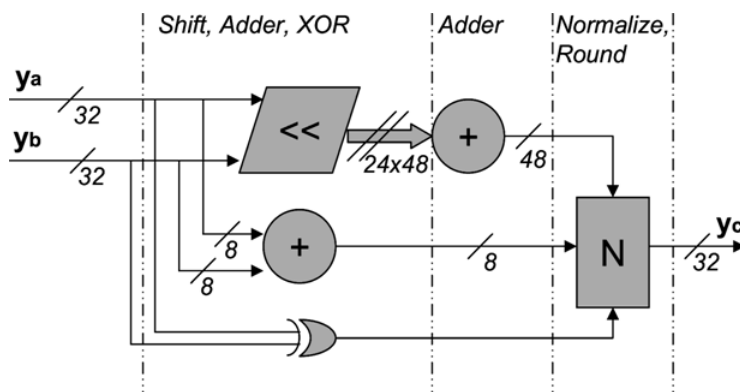 Shift, Adder, XOR
Adder
Normalize,
Round
ya
32
yb
32
<<
24x48
+
48
8
8
+
8
N
yc
32